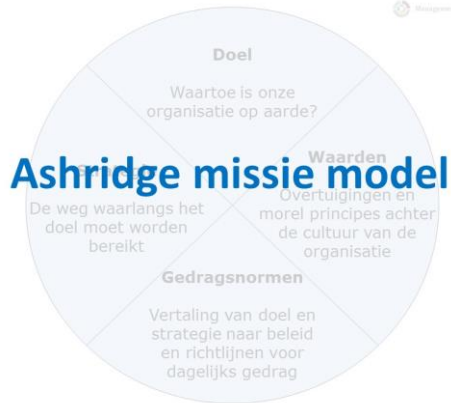 Doel
Waartoe is onze
organisatie op aarde?
Ashridge missie model
Strategie
De weg waarlangs het
doel moet worden
bereikt
Waarden
Overtuigingen en
morel principes achter
de cultuur van de
organisatie
Gedragsnormen
Vertaling van doel en
strategie naar beleid
en richtlijnen voor
dagelijks gedrag